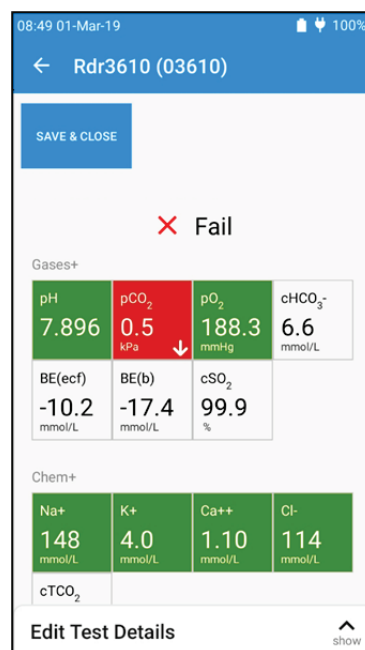 08:49 01-Mar-19 100%
← Rdr3610 (03610)
SAVE & CLOSE
✕ Fail
Gases+
pH pCO₂ pO₂ cHCO₃-
7.896 0.5 188.3 6.6
kPa ↓ mmHg mmol/L
BE(ecf) BE(b) cSO₂
-10.2 -17.4 99.9
mmol/L mmol/L %
Chem+
Na+ K+ Ca++ Cl-
148 4.0 1.10 114
mmol/L mmol/L mmol/L mmol/L
cTCO₂
Edit Test Details
show